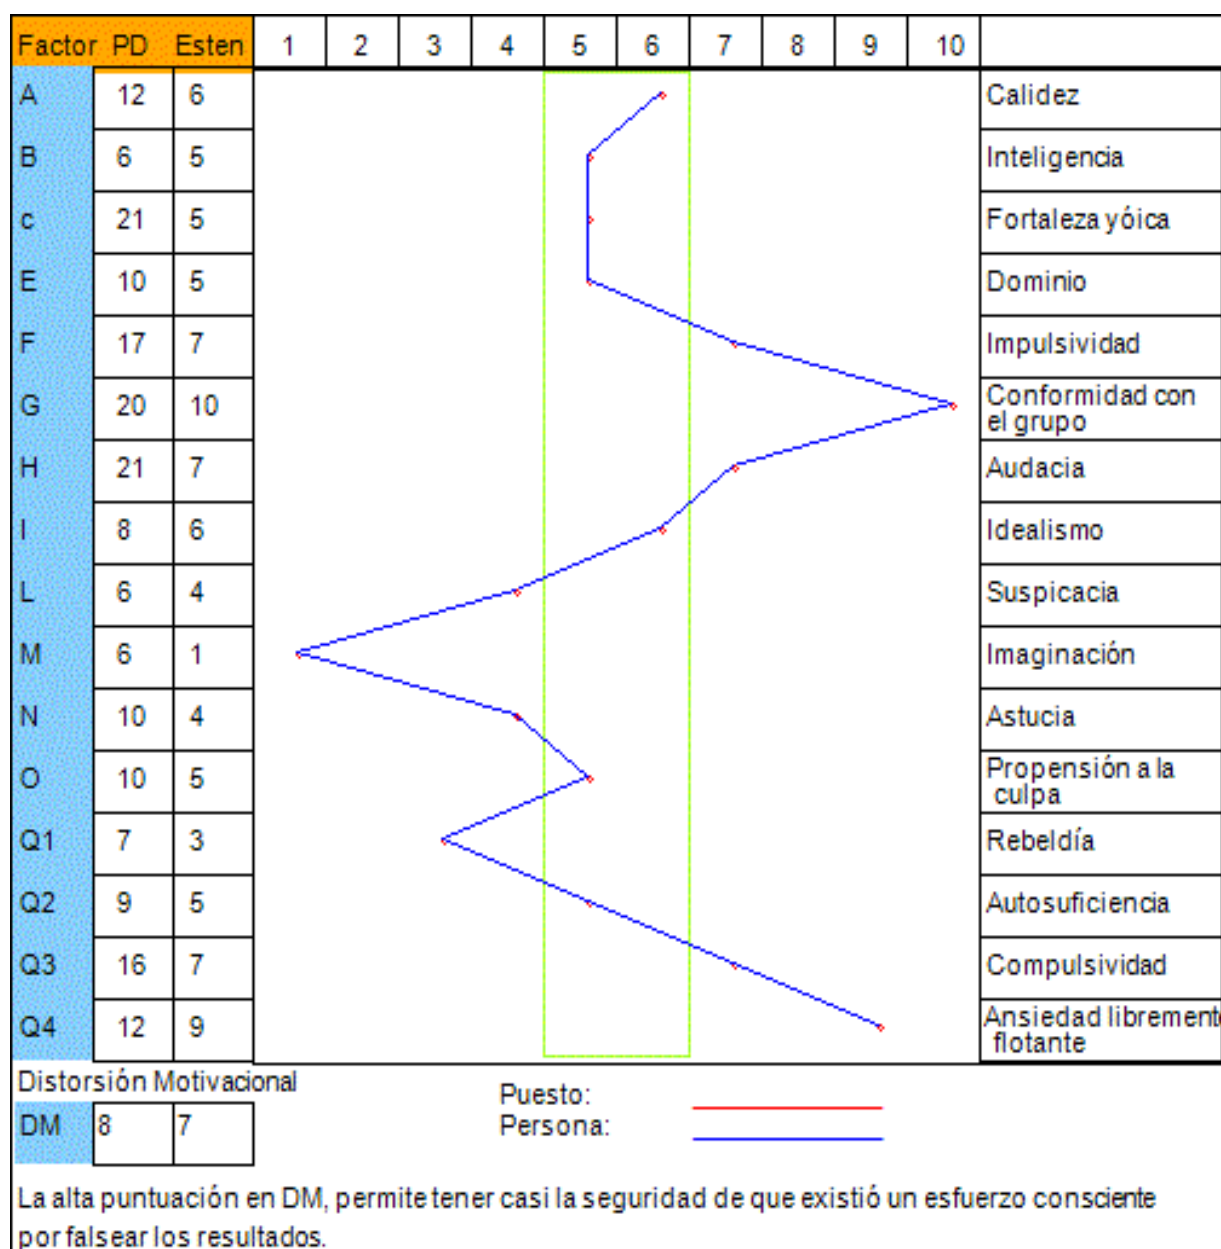 Factor PD Esten 1 2 3 4 5 6 7 8 9 10
A 12 6 Calidez
B 6 5 Inteligencia
c 21 5 Fortaleza yóica
E 10 5 Dominio
F 17 7 Impulsividad
G 20 10 Conformidad con
el grupo
H 21 7 Audacia
I 8 6 Idealismo
L 6 4 Suspicacia
M 6 1 Imaginación
N 10 4 Astucia
O 10 5 Propensión a la
culpa
Q1 7 3 Rebeldía
Q2 9 5 Autosuficiencia
Q3 16 7 Compulsividad
Q4 12 9 Ansiedad librement
flotante
Distorsión Motivacional
DM 8 7
Puesto:
Persona:
La alta puntuación en DM, permite tener casi la seguridad de que existió un esfuerzo consciente
por falsear los resultados.